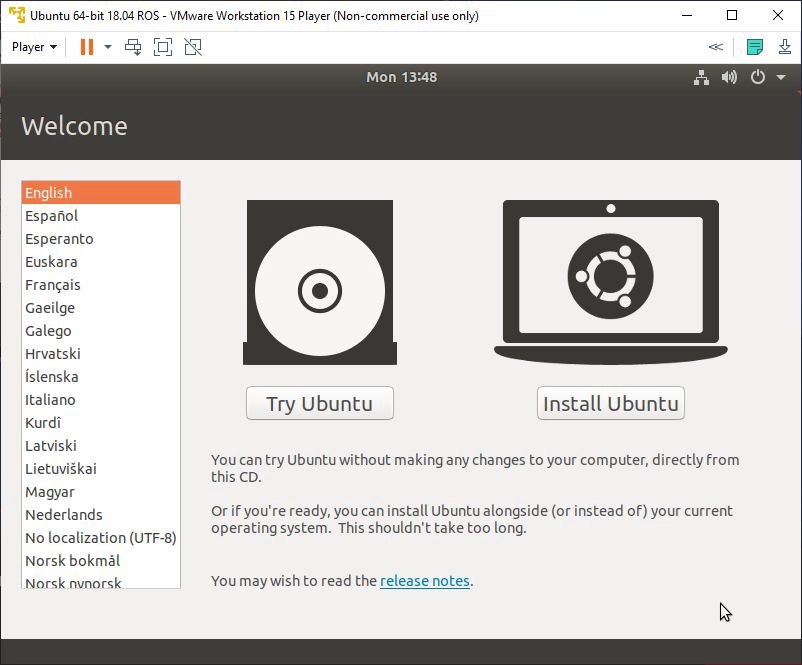 Ubuntu 64-bit 18.04 ROS - VMware Workstation 15 Player (Non-commercial use only)
Player
Mon 13:48
Welcome
English
Español
Esperanto
Euskara
Français
Gaeilge
Galego
Hrvatski
Íslenska
Italiano
Kurdî
Latviski
Lietuviškai
Magyar
Nederlands
No localization (UTF-8)
Norsk bokmål
Norsk nynorsk
Try Ubuntu
Install Ubuntu
You can try Ubuntu without making any changes to your computer, directly from
this CD.
Or if you're ready, you can install Ubuntu alongside (or instead of) your current
operating system. This shouldn't take too long.
You may wish to read the release notes.